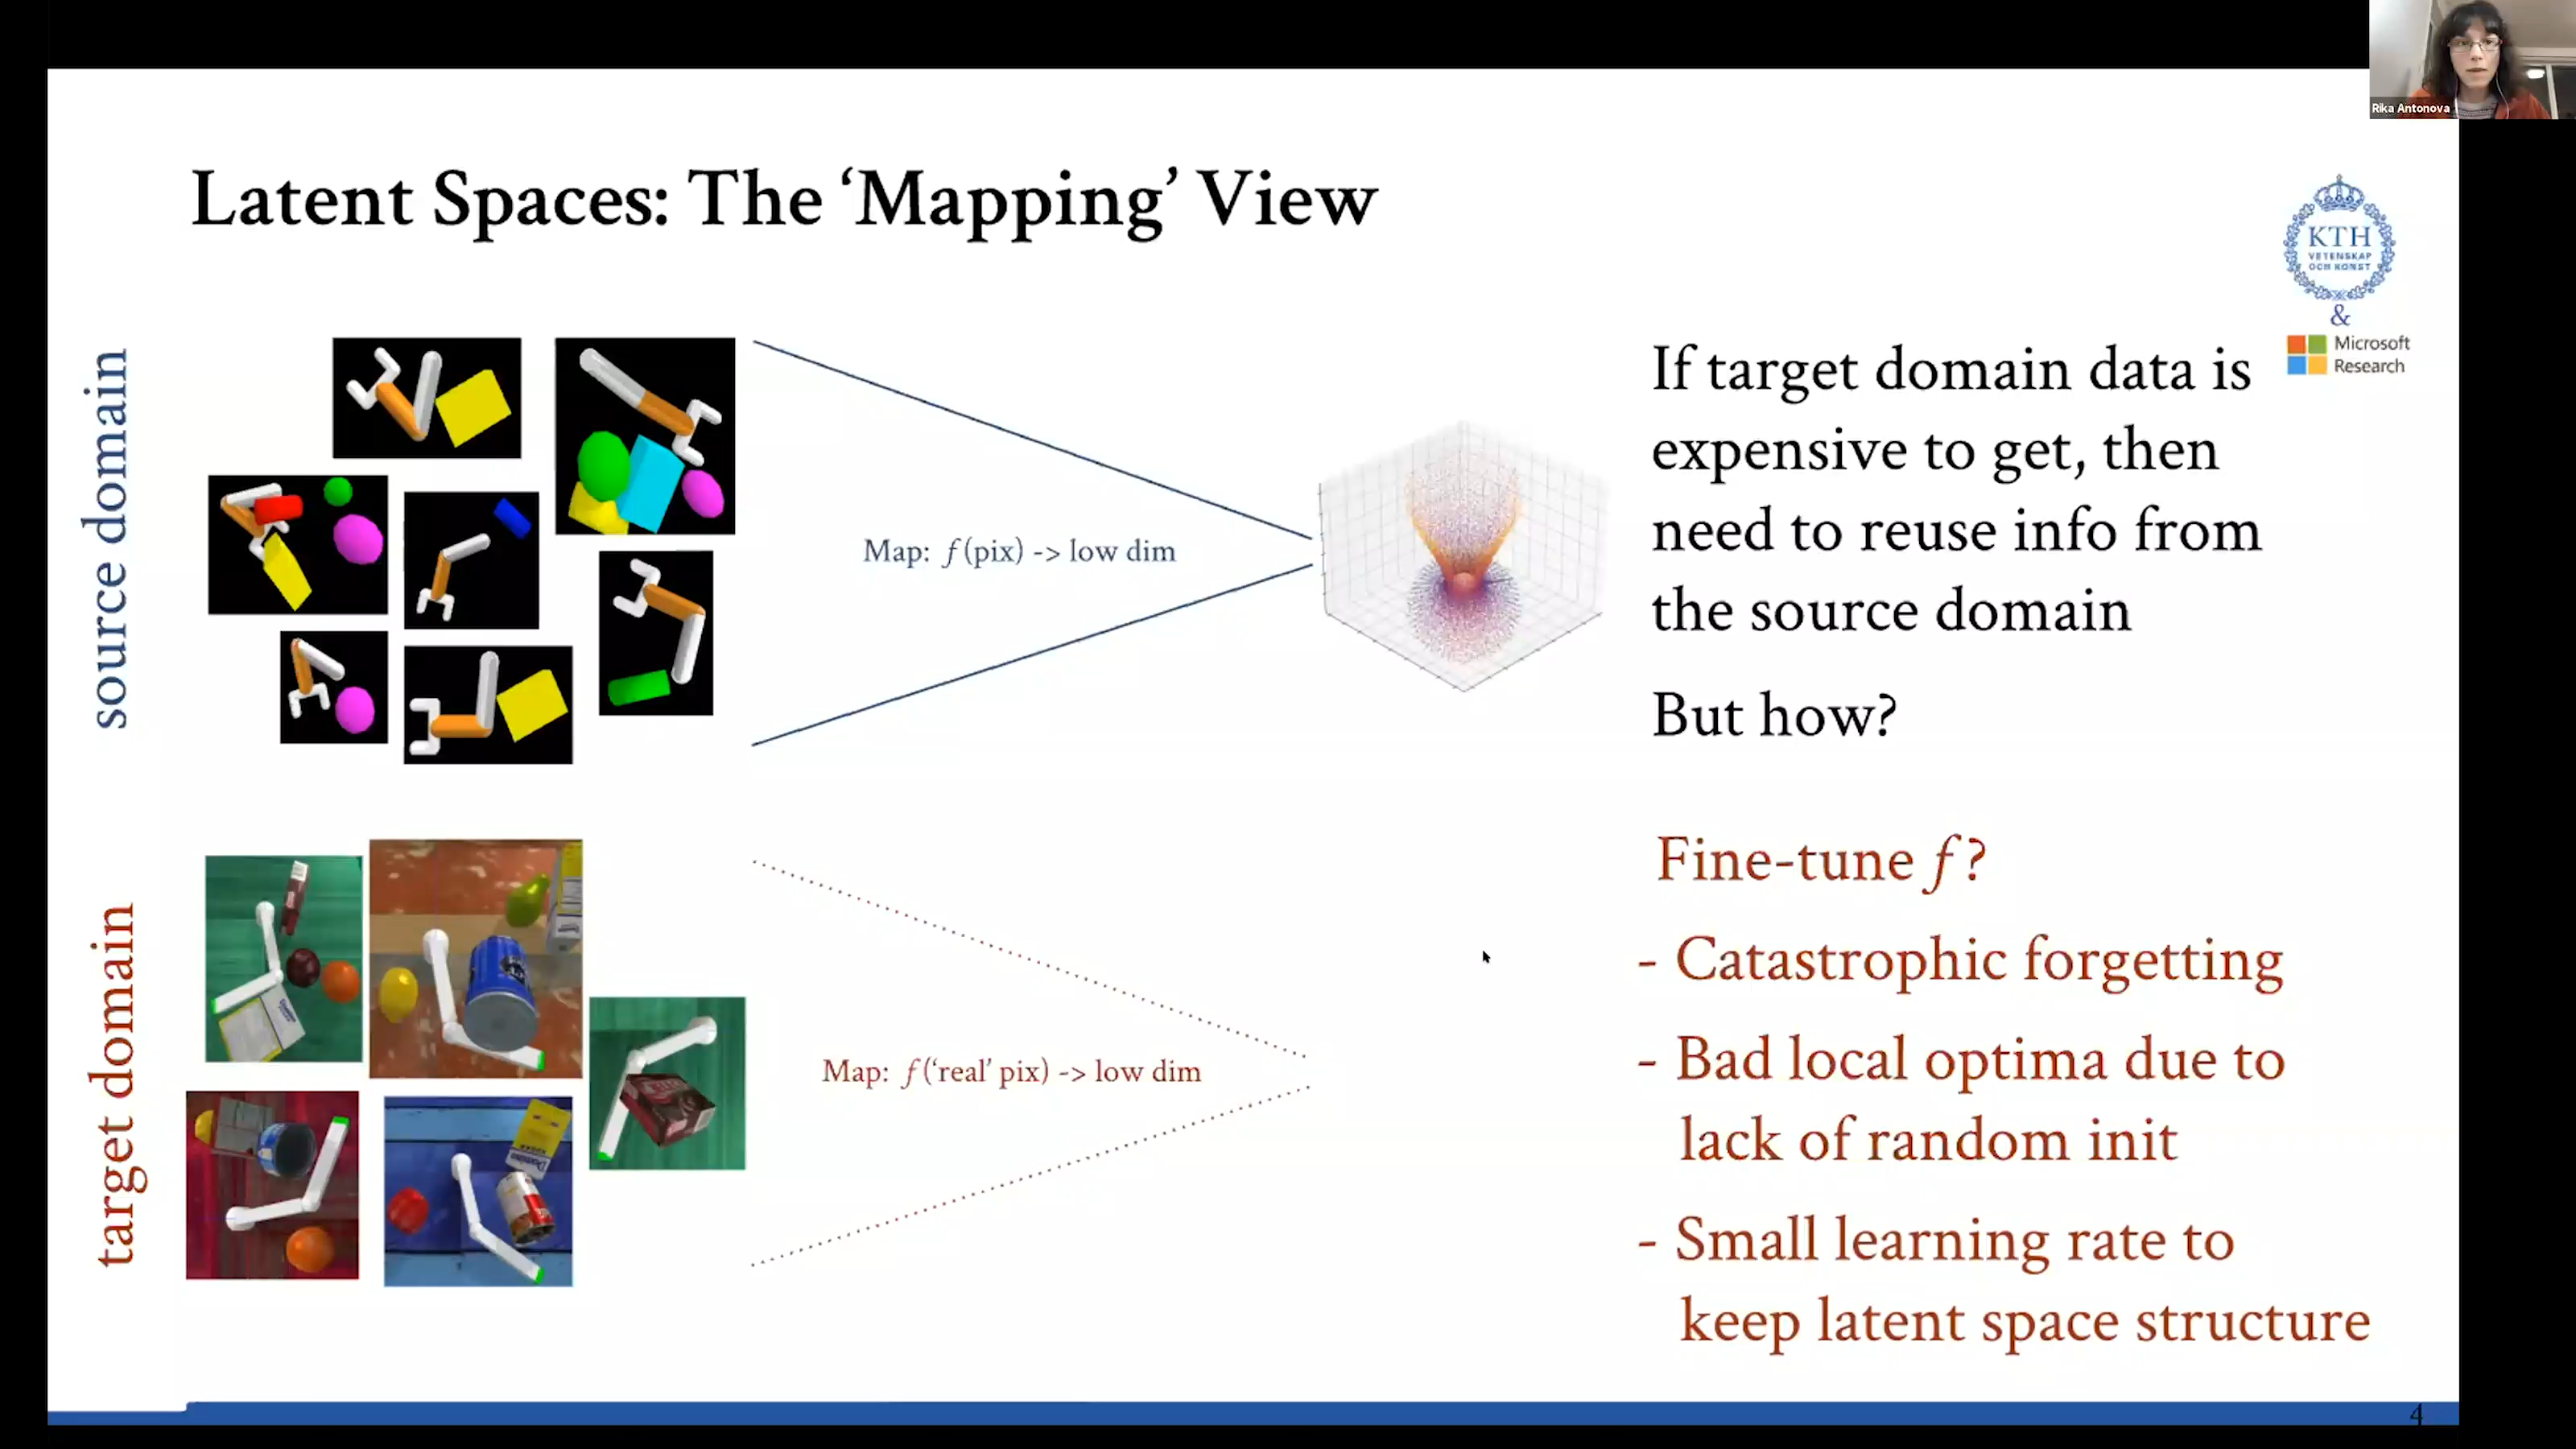 Rika Antonova
Latent Spaces: The ‘Mapping’ View
KTH
VETENSKAP
OCH KONST
&
Microsoft
Research
source domain
Map: f (pix) -> low dim
If target domain data is
expensive to get, then
need to reuse info from
the source domain
But how?
target domain
Map: f (‘real’ pix) -> low dim
Fine-tune f ?
- Catastrophic forgetting
- Bad local optima due to
lack of random init
- Small learning rate to
keep latent space structure
4